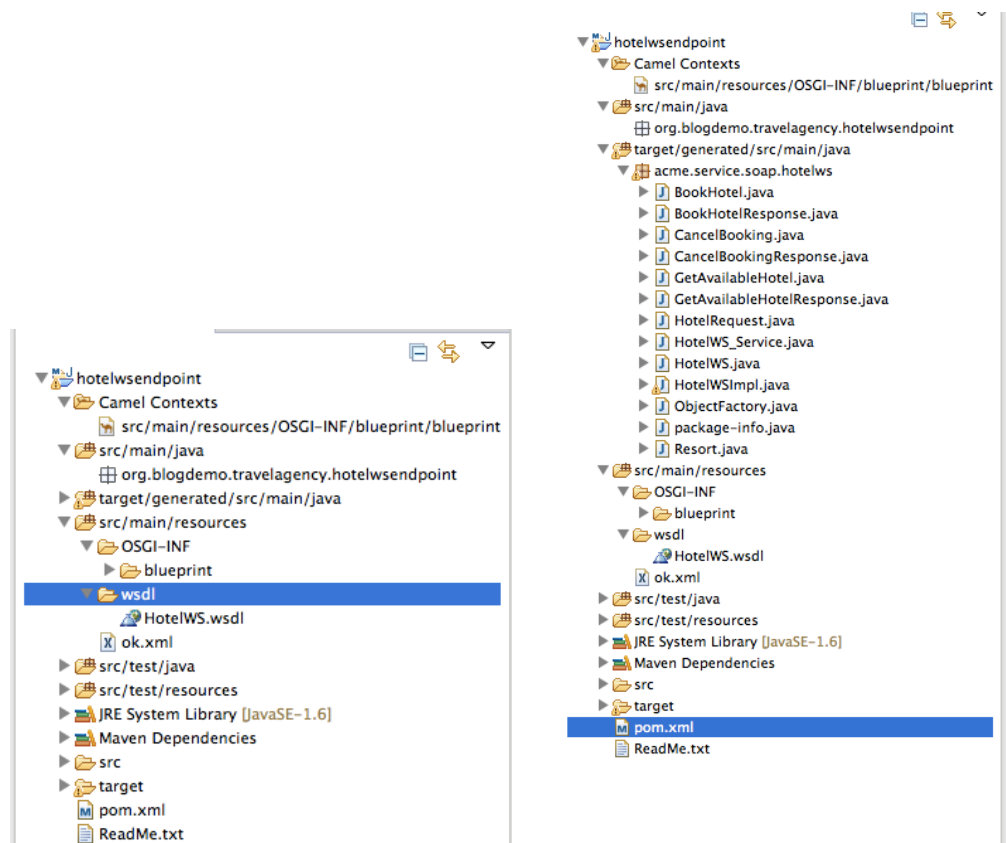 hotelwsendpoint
Camel Contexts
src/main/resources/OSGI-INF/blueprint/blueprint
src/main/java
org.blogdemo.travelagency.hotelwsendpoint
target/generated/src/main/java
src/main/resources
OSGI-INF
blueprint
wsdl
HotelWS.wsdl
ok.xml
src/test/java
src/test/resources
JRE System Library [JavaSE-1.6]
Maven Dependencies
src
target
pom.xml
ReadMe.txt
hotelwsendpoint
Camel Contexts
src/main/resources/OSGI-INF/blueprint/blueprint
src/main/java
org.blogdemo.travelagency.hotelwsendpoint
target/generated/src/main/java
acme.service.soap.hotelws
BookHotel.java
BookHotelResponse.java
CancelBooking.java
CancelBookingResponse.java
GetAvailableHotel.java
GetAvailableHotelResponse.java
HotelRequest.java
HotelWS_Service.java
HotelWS.java
HotelWSImpl.java
ObjectFactory.java
package-info.java
Resort.java
src/main/resources
OSGI-INF
blueprint
wsdl
HotelWS.wsdl
ok.xml
src/test/java
src/test/resources
JRE System Library [JavaSE-1.6]
Maven Dependencies
src
target
pom.xml
ReadMe.txt